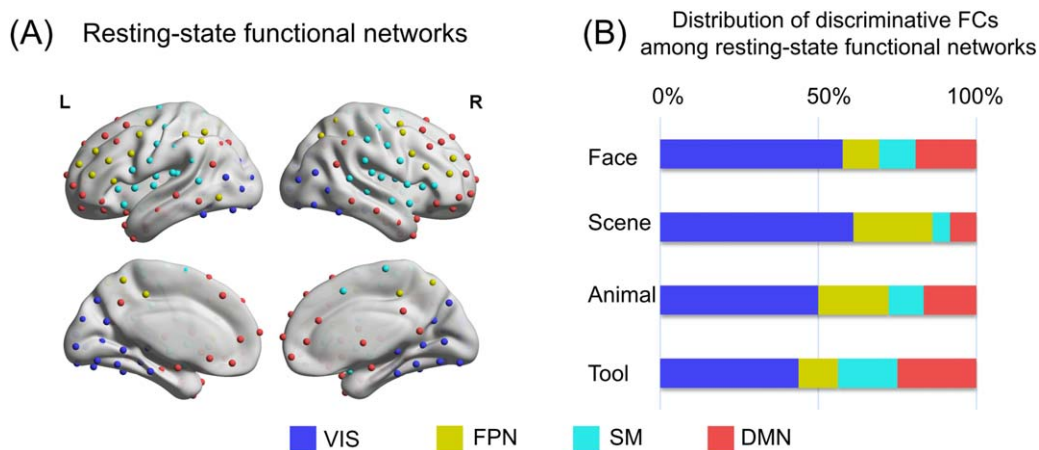 (A) Resting-state functional networks
L
R
(B) Distribution of discriminative FCs
among resting-state functional networks
0% 50% 100%
Face
Scene
Animal
Tool
VIS FPN SM DMN